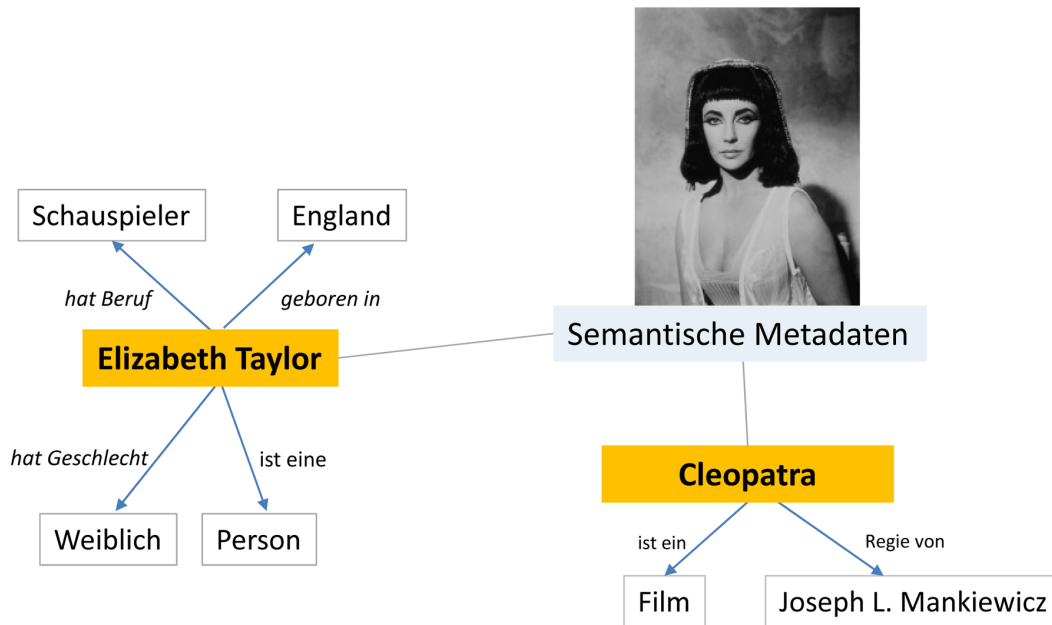 Schauspieler
England
hat Beruf
geboren in
Elizabeth Taylor
Semantische Metadaten
hat Geschlecht
ist eine
Weiblich
Person
Cleopatra
ist ein
Regie von
Film
Joseph L. Mankiewicz